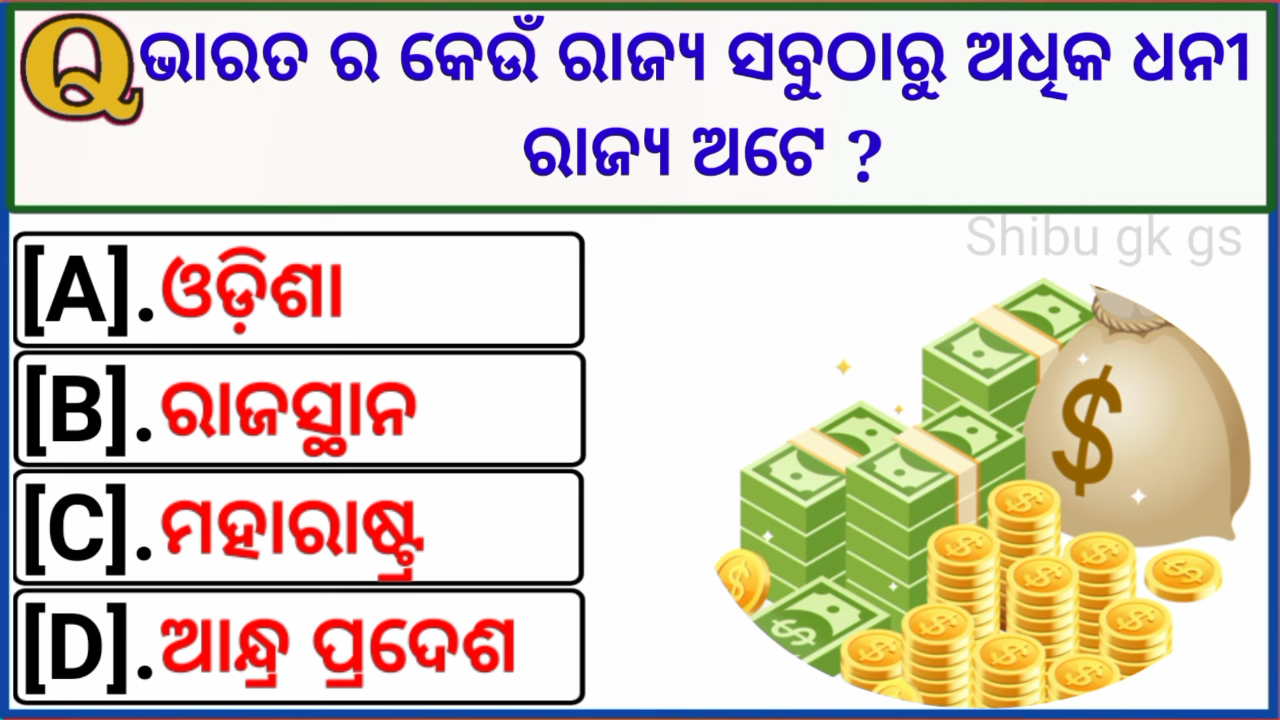 Q ଭାରତ ର କେଉଁ ରାଜ୍ୟ ସବୁଠାରୁ ଅଧିକ ଧନୀ
ରାଜ୍ୟ ଅଟେ ?
Shibu gk gs
[A].ଓଡ଼ିଶା
[B].ରାଜସ୍ଥାନ
[C].ମହାରାଷ୍ଟ୍ର
[D].ଆନ୍ଧ୍ର ପ୍ରଦେଶ